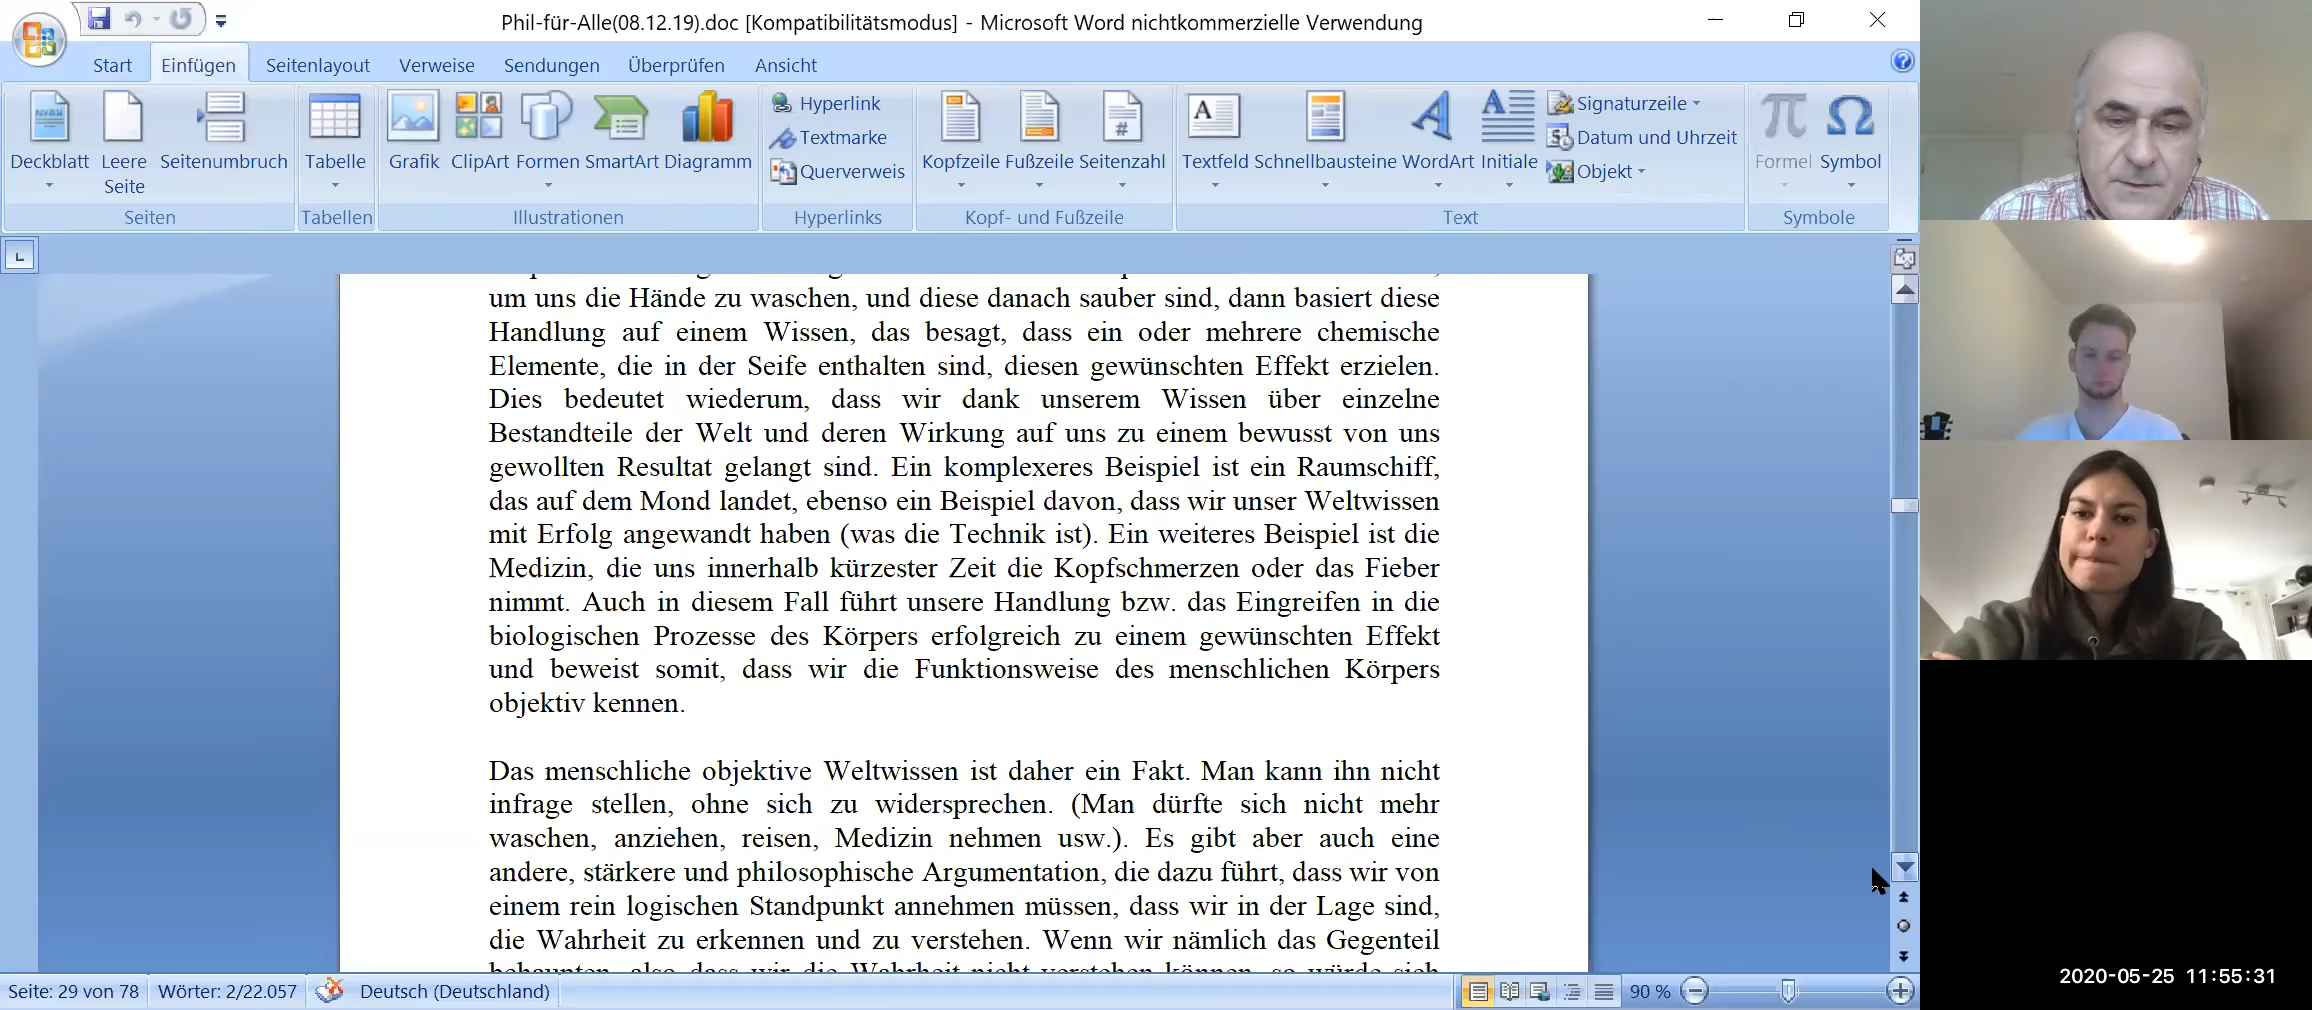 Phil-für-Alle(08.12.19).doc [Kompatibilitätsmodus] - Microsoft Word nichtkommerzielle Verwendung
Start Einfügen Seitenlayout Verweise Sendungen Überprüfen Ansicht
Deckblatt
Leere Seite
Seitenumbruch
Seiten
Tabelle
Tabellen
Grafik ClipArt Formen SmartArt Diagramm
Illustrationen
Hyperlink
Textmarke
Querverweis
Hyperlinks
Kopfzeile Fußzeile Seitenzahl
Kopf- und Fußzeile
Textfeld Schnellbausteine WordArt Initiale
Signaturzeile
Datum und Uhrzeit
Objekt
Text
Formel Symbol
Symbole
um uns die Hände zu waschen, und diese danach sauber sind, dann basiert diese
Handlung auf einem Wissen, das besagt, dass ein oder mehrere chemische
Elemente, die in der Seife enthalten sind, diesen gewünschten Effekt erzielen.
Dies bedeutet wiederum, dass wir dank unserem Wissen über einzelne
Bestandteile der Welt und deren Wirkung auf uns zu einem bewusst von uns
gewollten Resultat gelangt sind. Ein komplexeres Beispiel ist ein Raumschiff,
das auf dem Mond landet, ebenso ein Beispiel davon, dass wir unser Weltwissen
mit Erfolg angewandt haben (was die Technik ist). Ein weiteres Beispiel ist die
Medizin, die uns innerhalb kürzester Zeit die Kopfschmerzen oder das Fieber
nimmt. Auch in diesem Fall führt unsere Handlung bzw. das Eingreifen in die
biologischen Prozesse des Körpers erfolgreich zu einem gewünschten Effekt
und beweist somit, dass wir die Funktionsweise des menschlichen Körpers
objektiv kennen.
Das menschliche objektive Weltwissen ist daher ein Fakt. Man kann ihn nicht
infrage stellen, ohne sich zu widersprechen. (Man dürfte sich nicht mehr
waschen, anziehen, reisen, Medizin nehmen usw.). Es gibt aber auch eine
andere, stärkere und philosophische Argumentation, die dazu führt, dass wir von
einem rein logischen Standpunkt annehmen müssen, dass wir in der Lage sind,
die Wahrheit zu erkennen und zu verstehen. Wenn wir nämlich das Gegenteil
behaupten, also dass wir die Wahrheit nicht verstehen können, so würde sich
Seite: 29 von 78 Wörter: 2/22.057 Deutsch (Deutschland) 90 %
2020-05-25 11:55:31